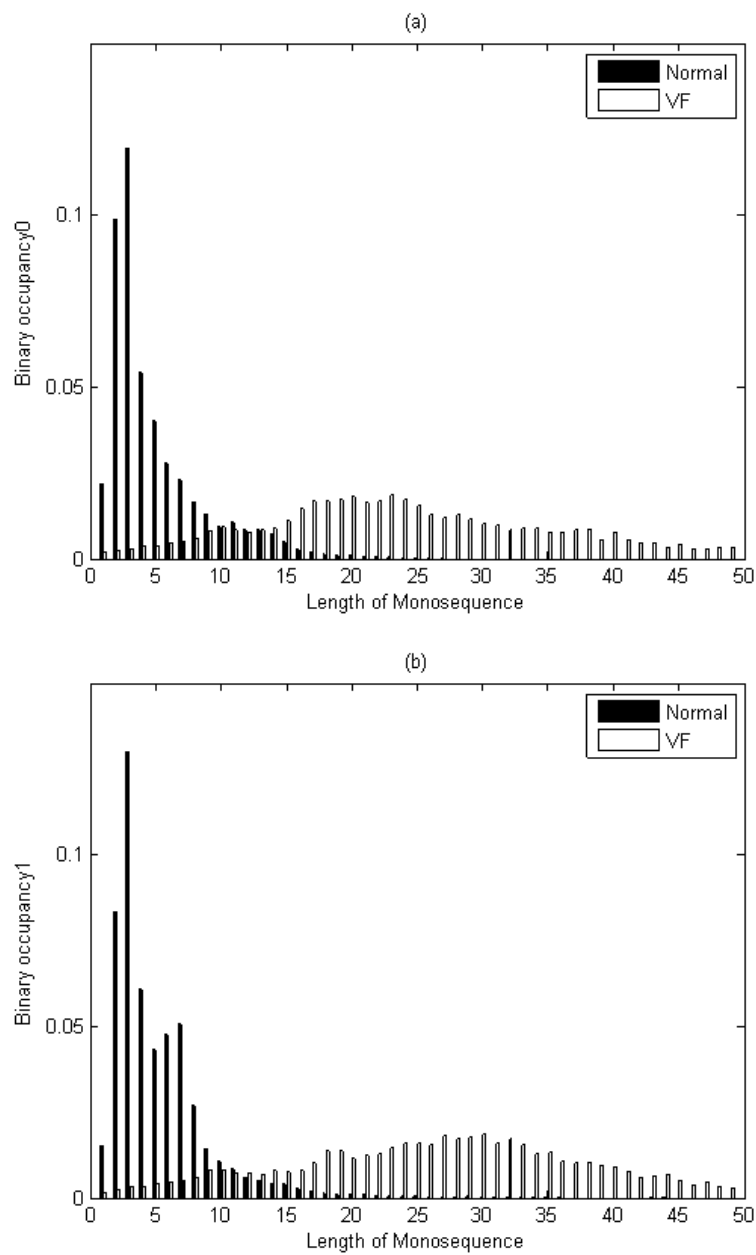 (a)
Normal
VF
Binary occupancy0
0.1
0.05
0
0 5 10 15 20 25 30 35 40 45 50
Length of Monosequence
(b)
Normal
VF
Binary occupancy1
0.1
0.05
0
0 5 10 15 20 25 30 35 40 45 50
Length of Monosequence